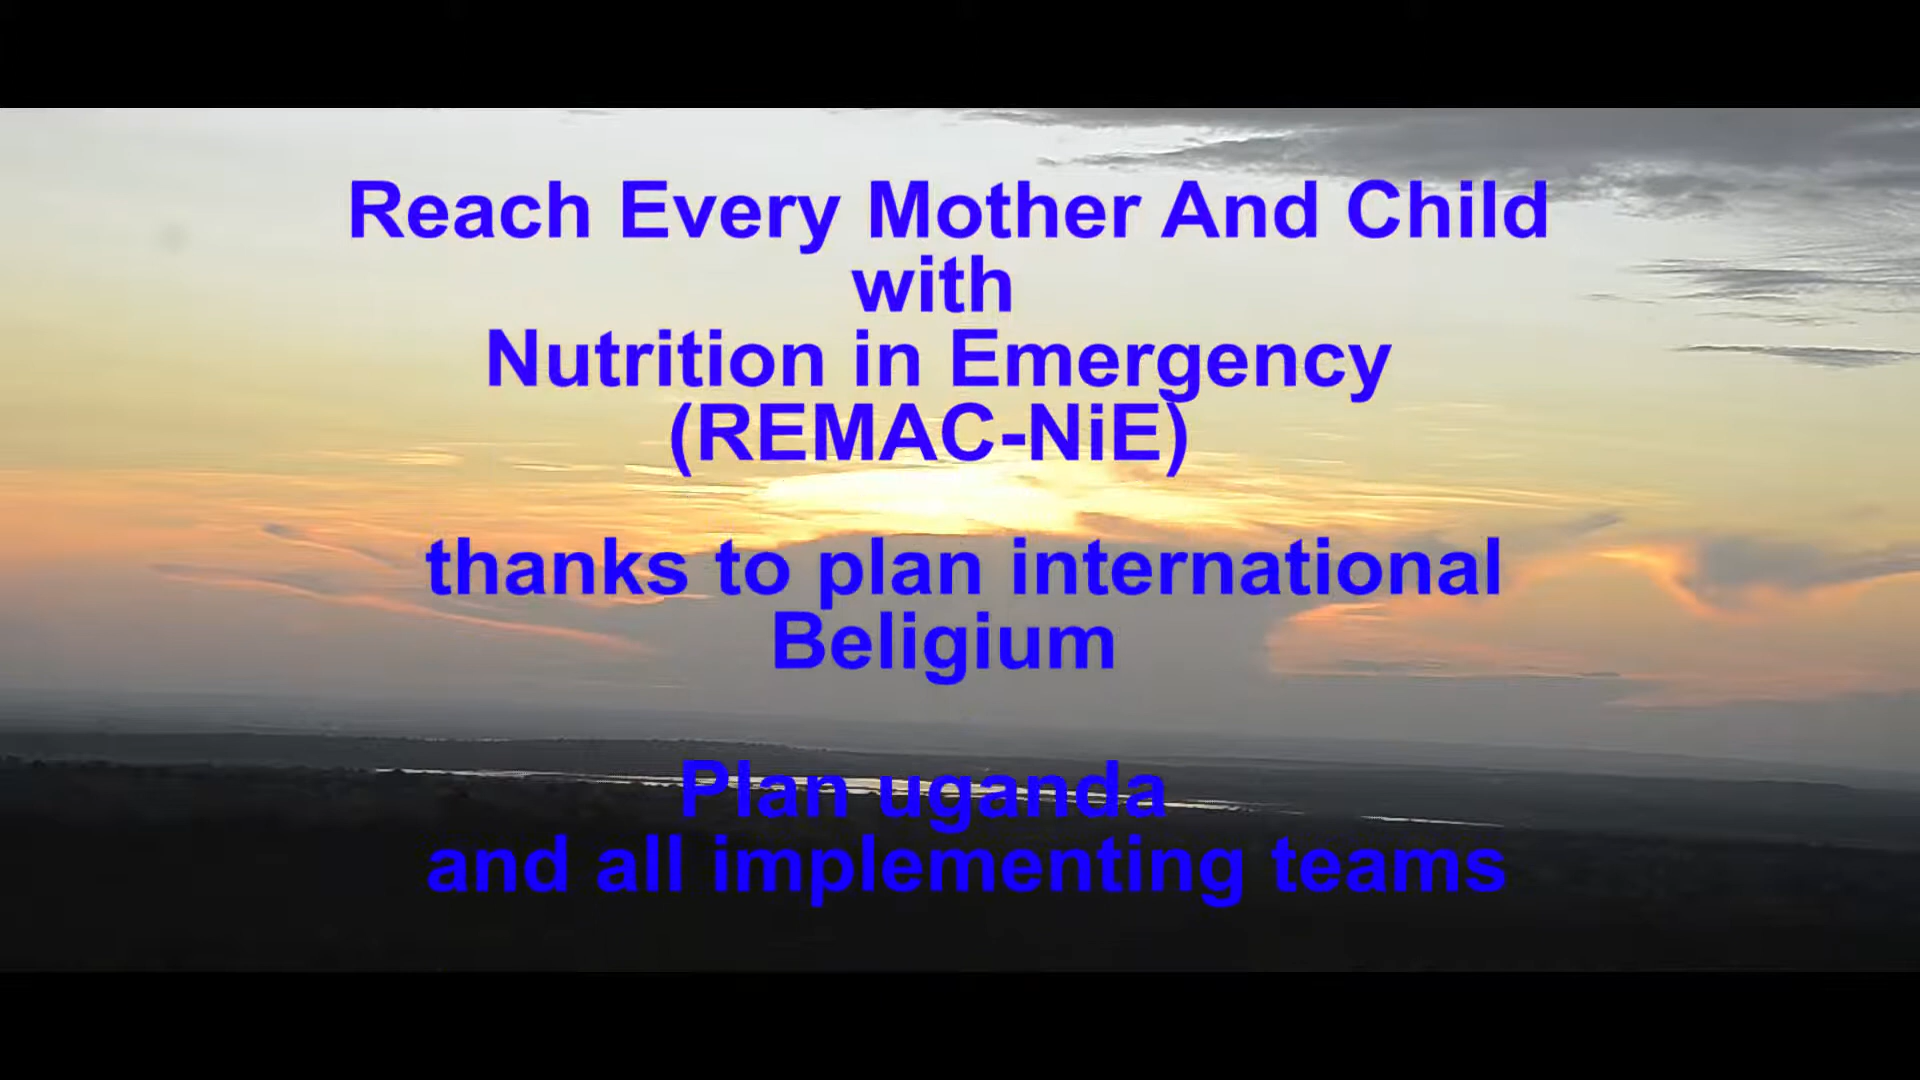 Reach Every Mother And Child
with
Nutrition in Emergency
(REMAC-NiE)
thanks to plan international
Beligium
Plan uganda
and all implementing teams